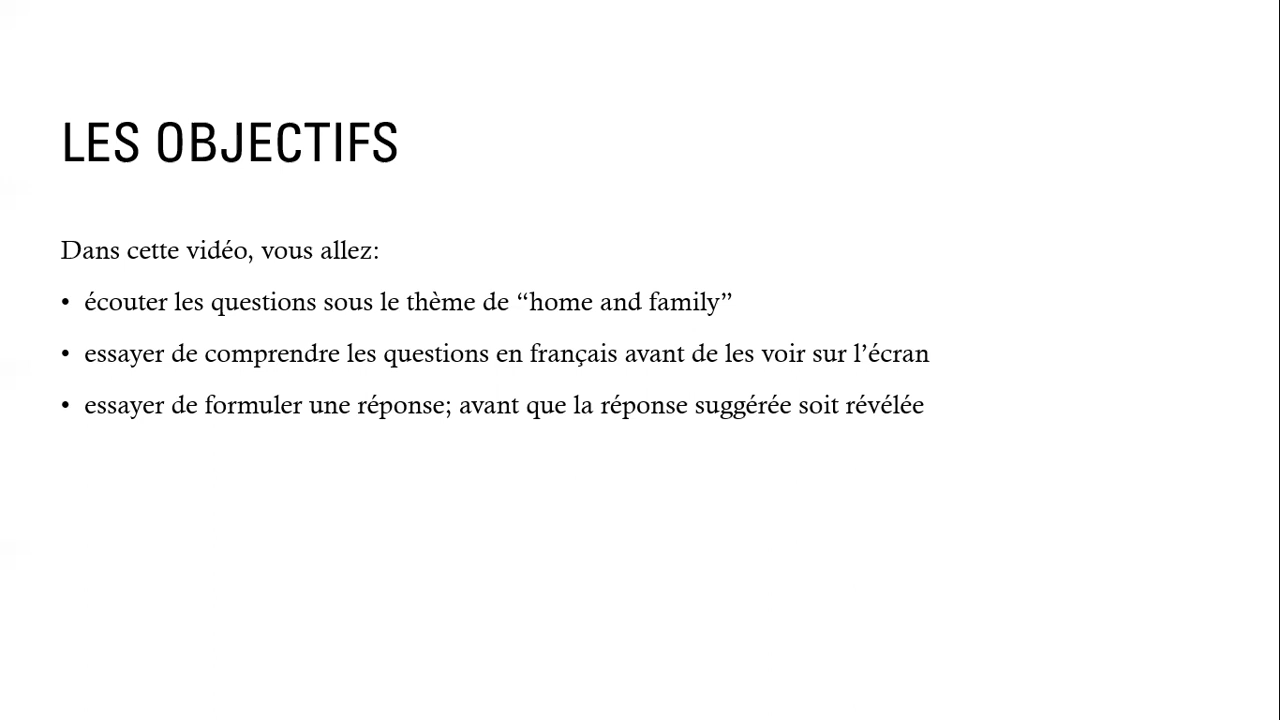 LES OBJECTIFS
Dans cette vidéo, vous allez:
• écouter les questions sous le thème de “home and family”
• essayer de comprendre les questions en français avant de les voir sur l’écran
• essayer de formuler une réponse; avant que la réponse suggérée soit révélée